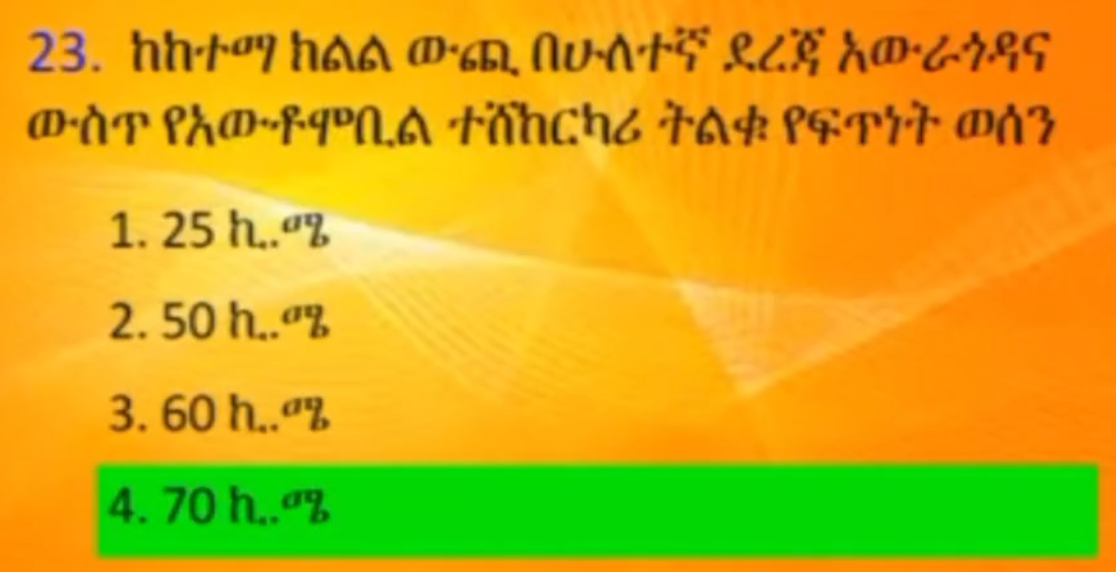 23. ከከተማ ክልል ውጪ በሁለተኛ ደረጃ አውራጎዳና
ውስጥ የአውቶሞቢል ተሽከርካሪ ትልቁ የፍጥነት ወሰን
1. 25 ኪ.ሜ
2. 50 ኪ.ሜ
3. 60 ኪ.ሜ
4. 70 ኪ.ሜ